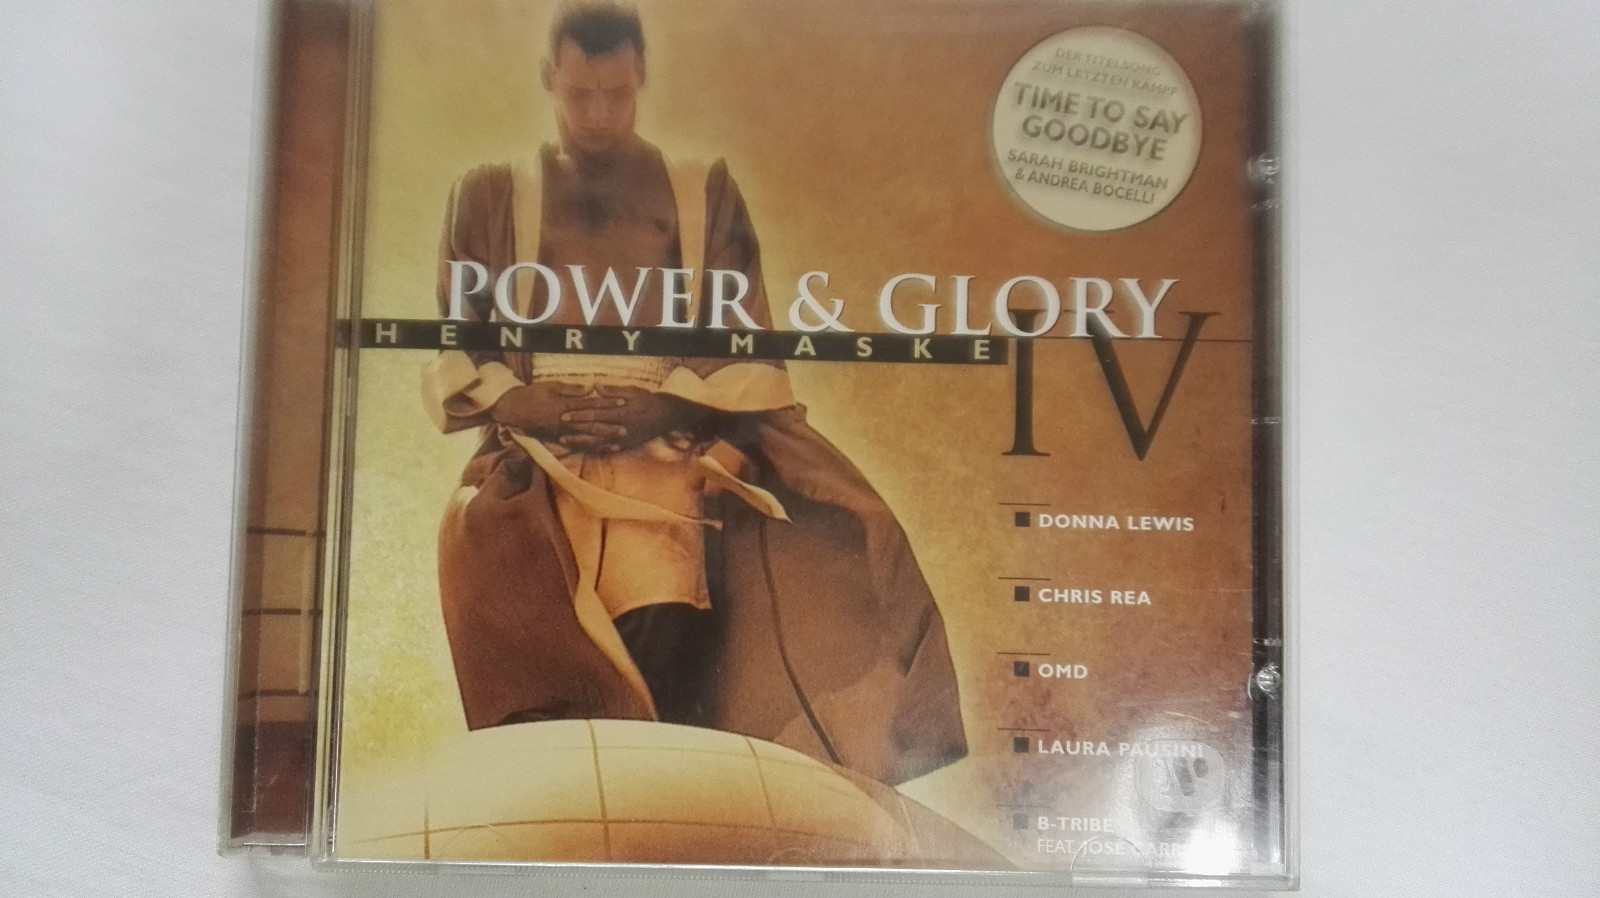 DER TITELSONG
ZUM LETZTEN KAMPF
TIME TO SAY
GOODBYE
SARAH BRIGHTMAN
& ANDREA BOCELLI
POWER & GLORY
HENRY MASKE
IV
DONNA LEWIS
CHRIS REA
OMD
LAURA PAUSINI
B-TRIBE
FEAT. JOSE